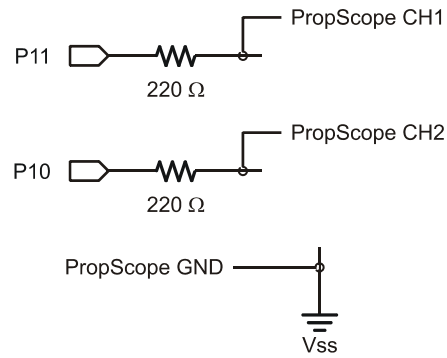 PropScope CH1
P11
220 Ω
PropScope CH2
P10
220 Ω
PropScope GND
Vss